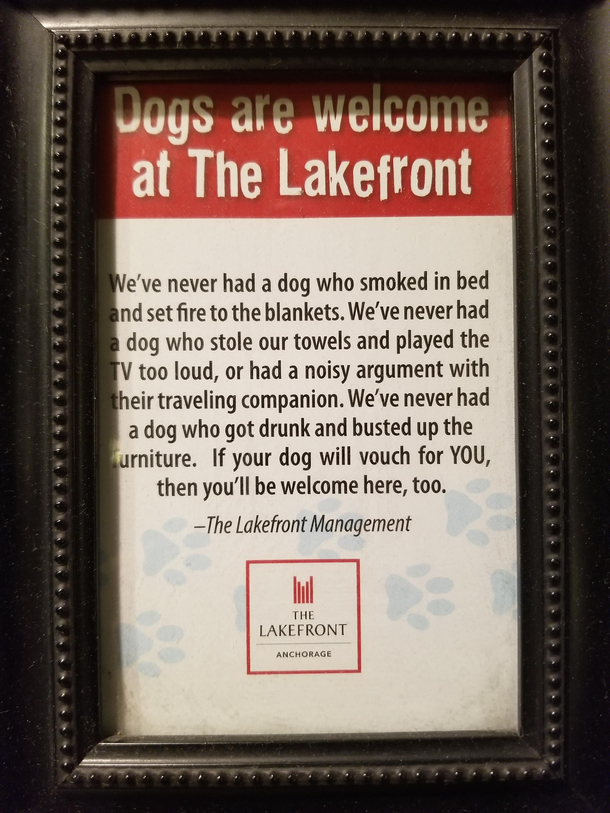 Dogs are welcome
at The Lakefront
We've never had a dog who smoked in bed
and set fire to the blankets. We've never had
a dog who stole our towels and played the
TV too loud, or had a noisy argument with
their traveling companion. We've never had
a dog who got drunk and busted up the
furniture. If your dog will vouch for YOU,
then you'll be welcome here, too.
–The Lakefront Management
THE
LAKEFRONT
ANCHORAGE